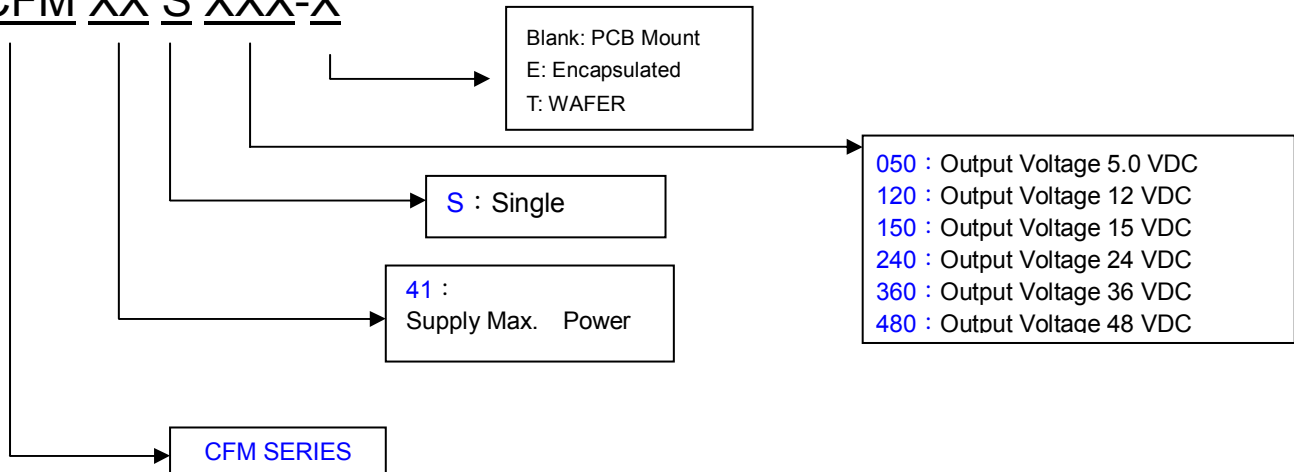 CFM XX S XXX-X
Blank: PCB Mount
E: Encapsulated
T: WAFER
050：Output Voltage 5.0 VDC
120：Output Voltage 12 VDC
150：Output Voltage 15 VDC
240：Output Voltage 24 VDC
360：Output Voltage 36 VDC
480：Output Voltage 48 VDC
S：Single
41：
Supply Max. Power
CFM SERIES